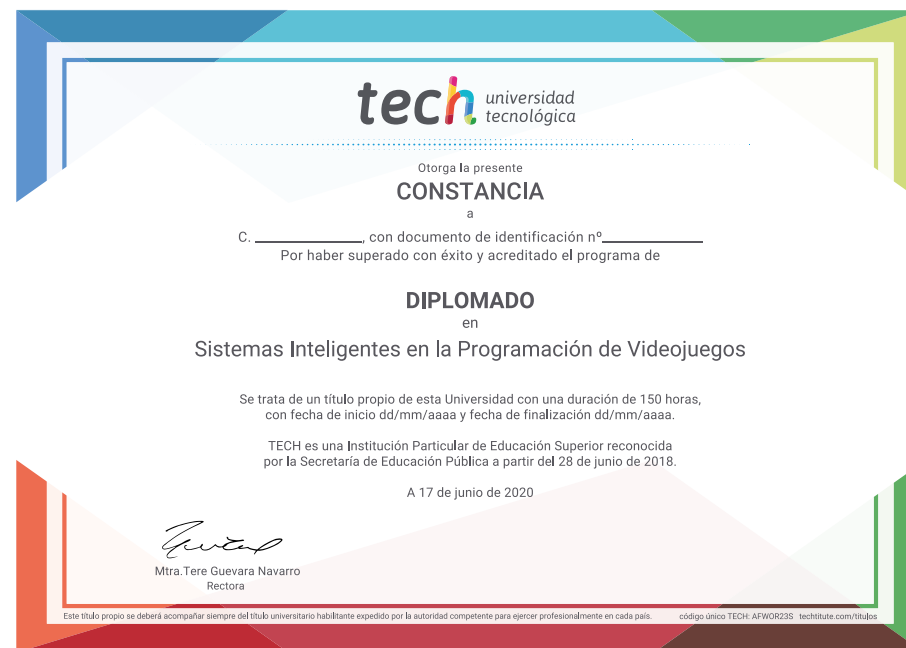 tech universidad
tecnológica
Otorga la presente
CONSTANCIA
a
C. ______________, con documento de identificación nº______________
Por haber superado con éxito y acreditado el programa de
DIPLOMADO
en
Sistemas Inteligentes en la Programación de Videojuegos
Se trata de un título propio de esta Universidad con una duración de 150 horas,
con fecha de inicio dd/mm/aaaa y fecha de finalización dd/mm/aaaa.
TECH es una Institución Particular de Educación Superior reconocida
por la Secretaría de Educación Pública a partir del 28 de junio de 2018.
A 17 de junio de 2020
Mtra.Tere Guevara Navarro
Rectora
Este título propio se deberá acompañar siempre del título universitario habilitante expedido por la autoridad competente para ejercer profesionalmente en cada país. código único TECH: AFWOR23S techtitute.com/titulos